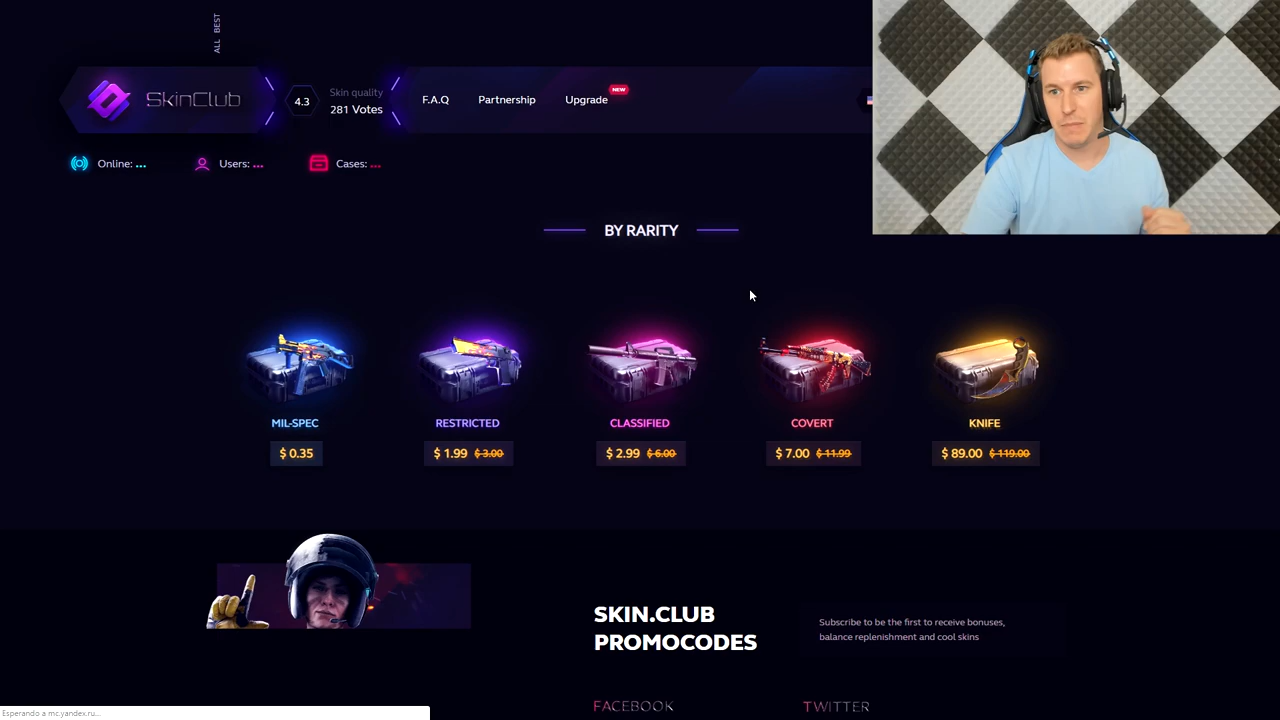 ALL BEST
SkinClub
4.3
Skin quality
281 Votes
F.A.Q
Partnership
Upgrade
NEW
Online: ...
Users: ...
Cases: ...
BY RARITY
MIL-SPEC
RESTRICTED
CLASSIFIED
COVERT
KNIFE
$ 0.35
$ 1.99 $ 3.00
$ 2.99 $ 6.00
$ 7.00 $ 11.99
$ 89.00 $ 119.00
SKIN.CLUB
PROMOCODES
Subscribe to be the first to receive bonuses,
balance replenishment and cool skins
FACEBOOK
TWITTER
Esperando a mc.yandex.ru...